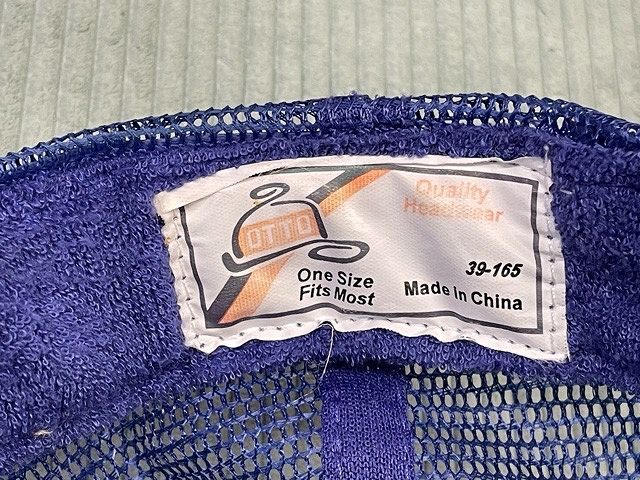 Quality
Headwear
OTTO
39-165
One Size
Fits Most
Made In China